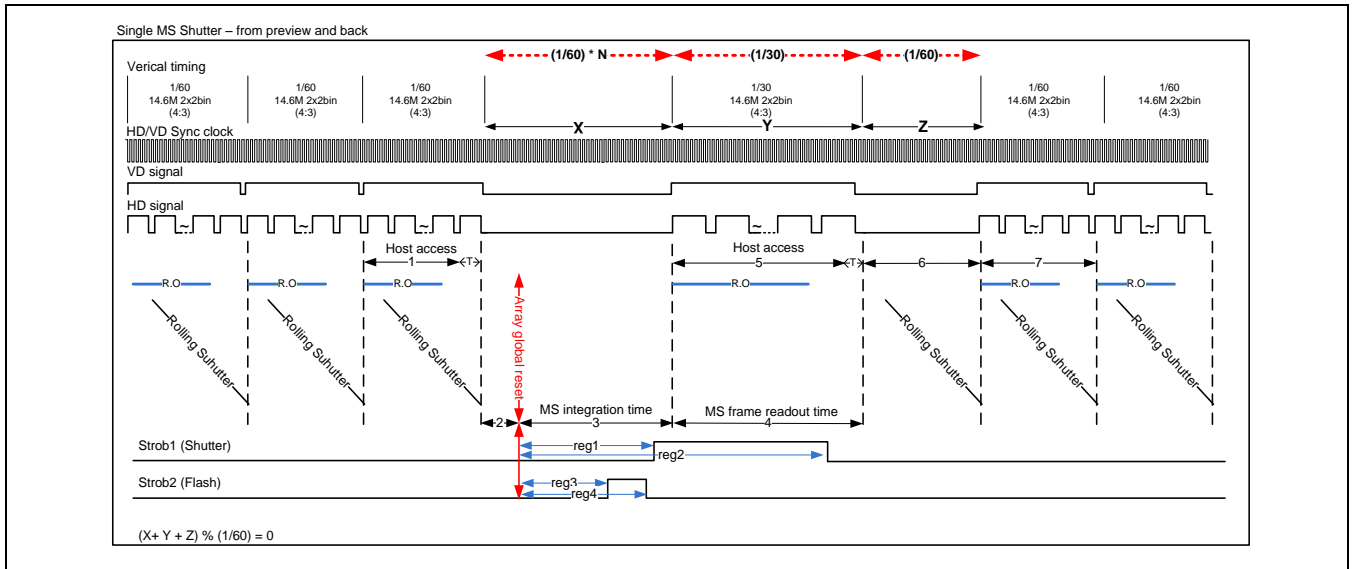 Single MS Shutter – from preview and back
(1/60) * N
(1/30)
(1/60)
Verical timing
1/60
14.6M 2x2bin
(4:3)
1/60
14.6M 2x2bin
(4:3)
1/60
14.6M 2x2bin
(4:3)
1/30
14.6M 2x2bin
(4:3)
1/60
14.6M 2x2bin
(4:3)
1/60
14.6M 2x2bin
(4:3)
X
Y
Z
HD/VD Sync clock
VD signal
HD signal
~
~
~
~
~
~
Host access
1
T
Host access
5
T
6
7
R.O
R.O
R.O
R.O
R.O
R.O
Rolling Suhutter
Rolling Suhutter
Rolling Suhutter
Array global reset
Rolling Suhutter
Rolling Suhutter
Rolling Suhutter
2
MS integration time
3
MS frame readout time
4
Strob1 (Shutter)
reg1
reg2
Strob2 (Flash)
reg3
reg4
(X+ Y + Z) % (1/60) = 0